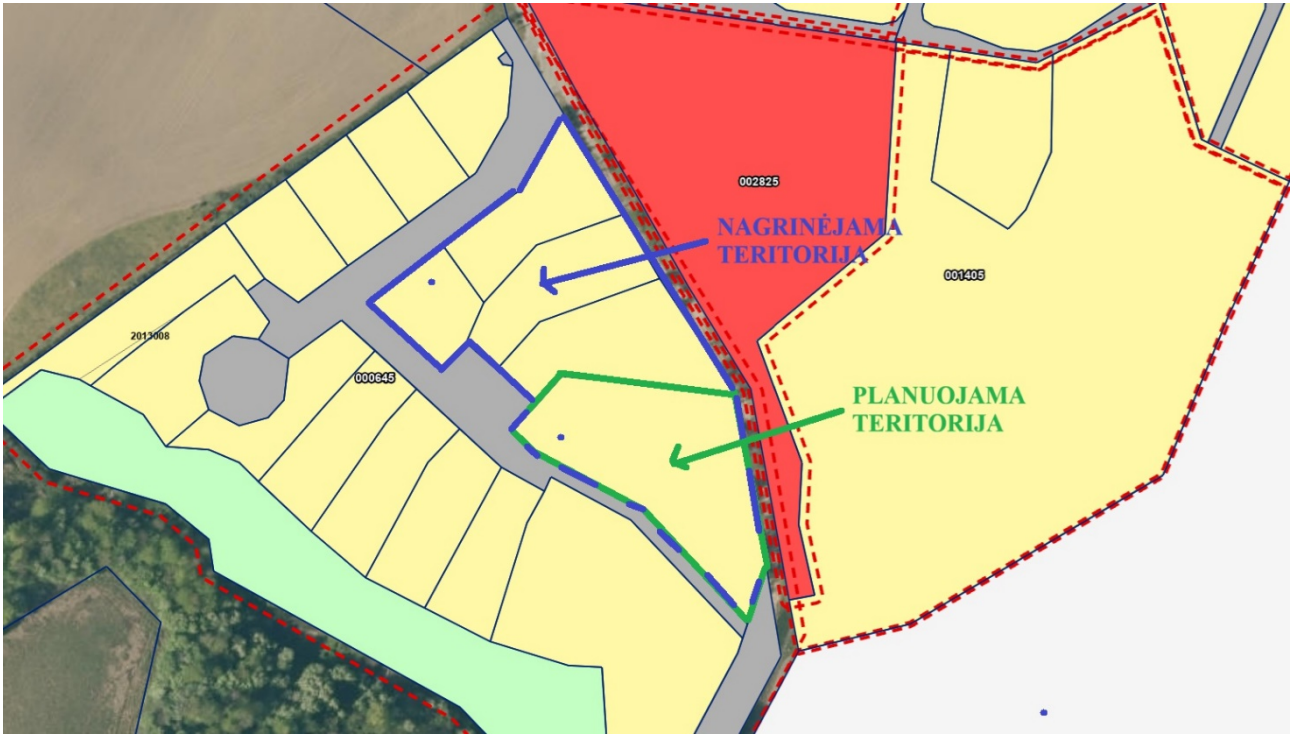 002825
NAGRINĖJAMA
TERITORIJA
001405
2013008
000645
PLANUOJAMA
TERITORIJA